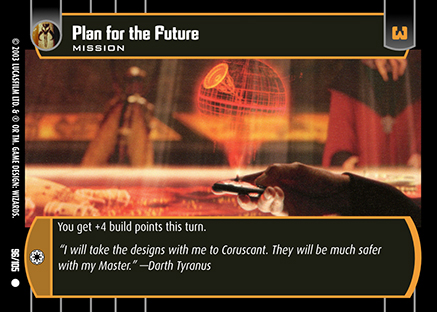 Plan for the Future
MISSION
You get +4 build points this turn.
"I will take the designs with me to Coruscant. They will be much safer
with my Master." —Darth Tyranus
© 2003 LUCASFILM LTD. & ® OR TM. GAME DESIGN: WIZARDS.
96/105